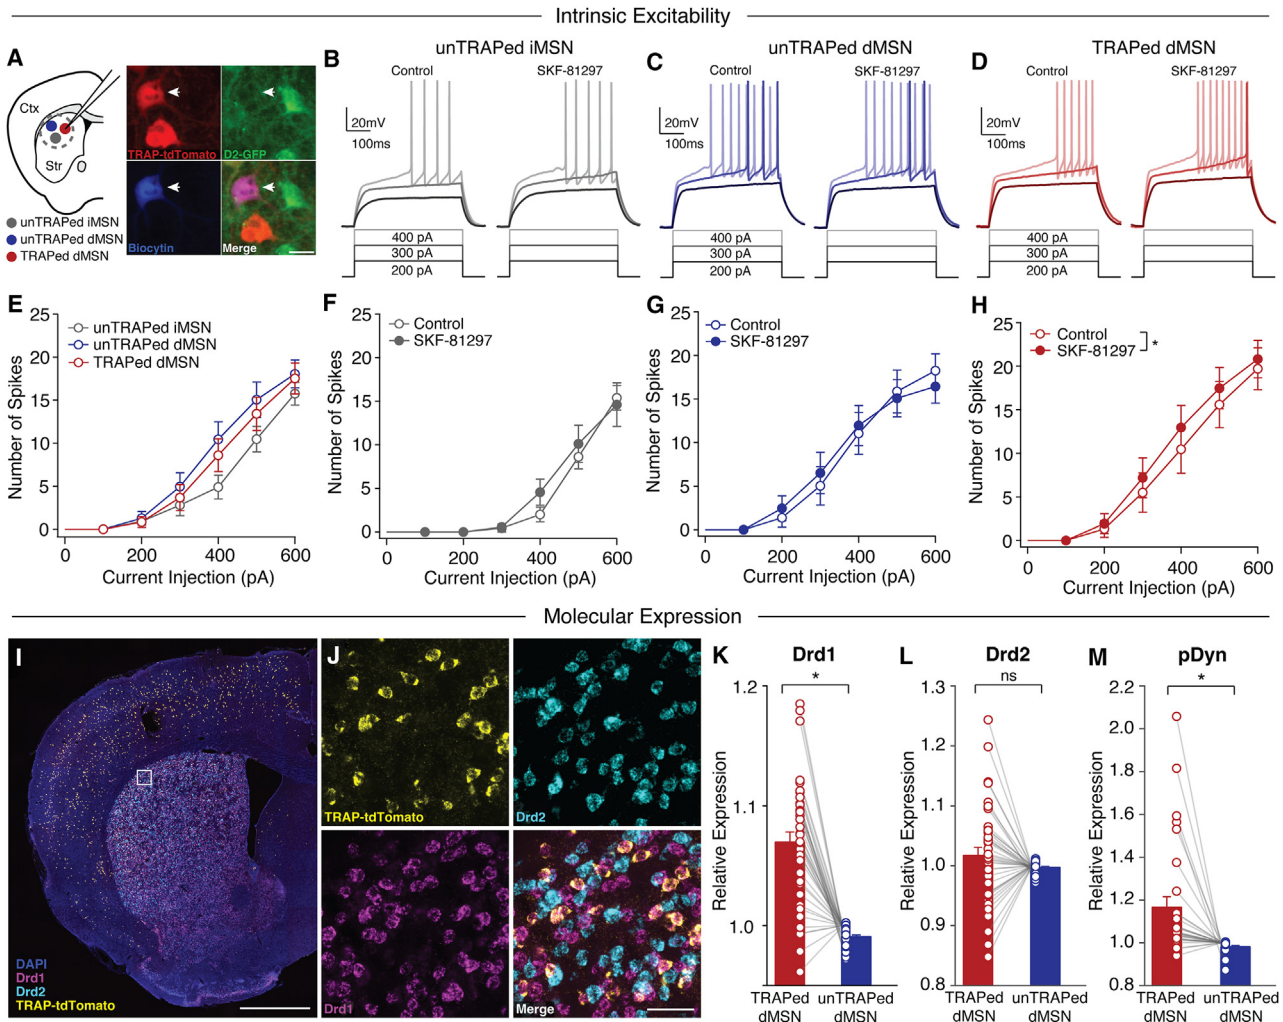 Intrinsic Excitability
A
Ctx
Str
unTRAPed iMSN
unTRAPed dMSN
TRAPed dMSN
TRAP-tdTomato
D2-GFP
Biocytin
Merge
B
unTRAPed iMSN
Control
SKF-81297
20mV
100ms
400 pA
300 pA
200 pA
C
unTRAPed dMSN
Control
SKF-81297
20mV
100ms
400 pA
300 pA
200 pA
D
TRAPed dMSN
Control
SKF-81297
20mV
100ms
400 pA
300 pA
200 pA
E
25
20
15
10
5
0
Number of Spikes
unTRAPed iMSN
unTRAPed dMSN
TRAPed dMSN
0 200 400 600
Current Injection (pA)
F
25
20
15
10
5
0
Number of Spikes
Control
SKF-81297
0 200 400 600
Current Injection (pA)
G
25
20
15
10
5
0
Number of Spikes
Control
SKF-81297
0 200 400 600
Current Injection (pA)
H
25
20
15
10
5
0
Number of Spikes
Control
SKF-81297
*
0 200 400 600
Current Injection (pA)
Molecular Expression
I
DAPI
Drd1
Drd2
TRAP-tdTomato
J
TRAP-tdTomato
Drd2
Drd1
Merge
K
Drd1
*
1.2
1.1
1.0
Relative Expression
TRAPed unTRAPed
dMSN dMSN
L
Drd2
ns
1.3
1.2
1.1
1.0
0.9
0.8
Relative Expression
TRAPed unTRAPed
dMSN dMSN
M
pDyn
*
2.2
2.0
1.8
1.6
1.4
1.2
1.0
0.8
Relative Expression
TRAPed unTRAPed
dMSN dMSN